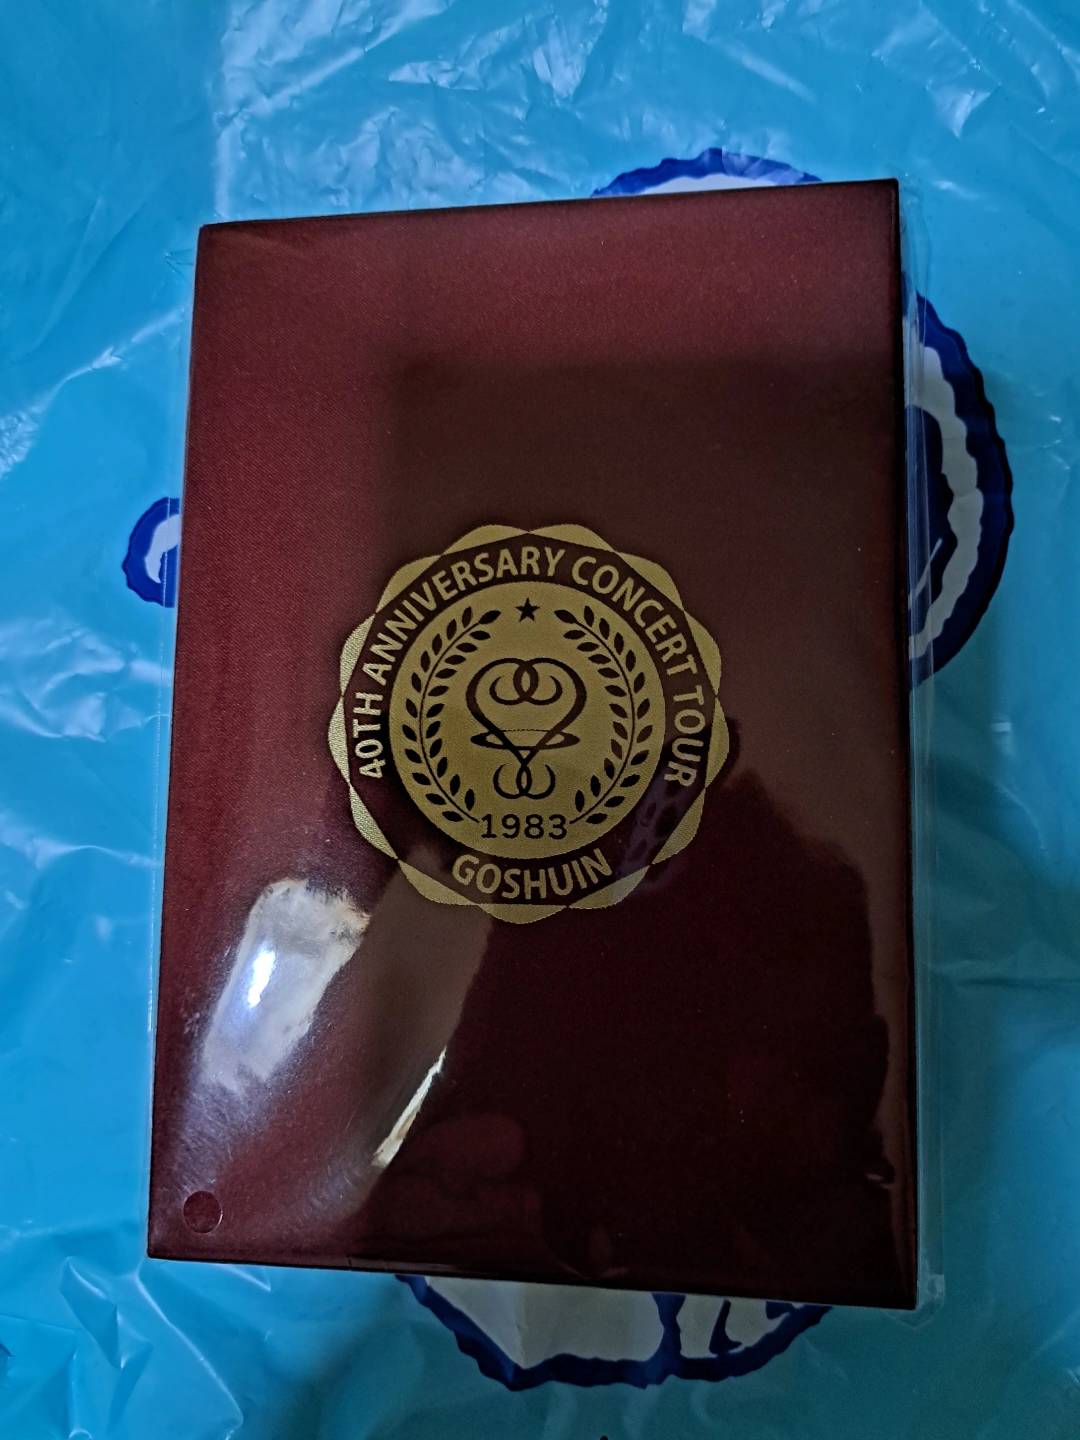 40TH ANNIVERSARY CONCERT TOUR
1983
GOSHUIN